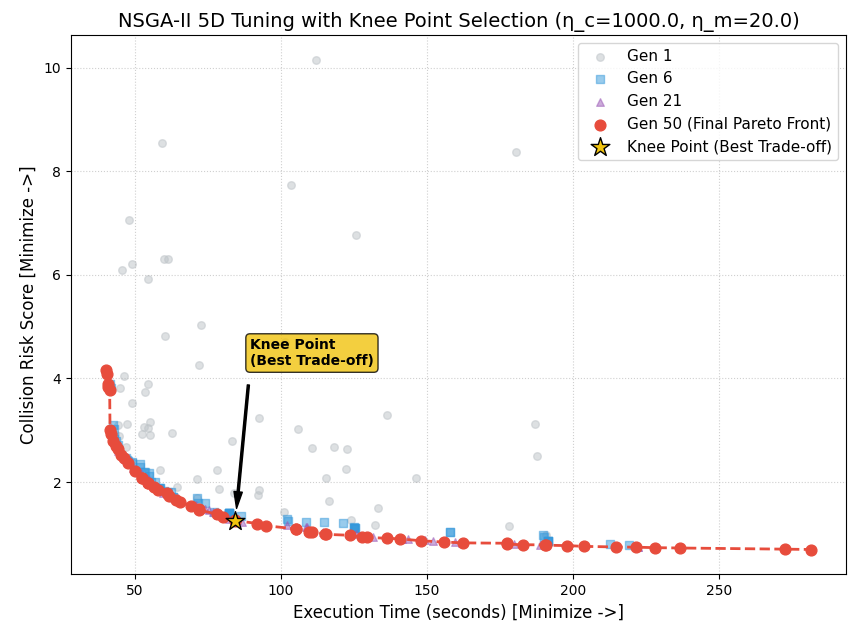 NSGA-II 5D Tuning with Knee Point Selection (η_c=1000.0, η_m=20.0)
Gen 1
Gen 6
Gen 21
Gen 50 (Final Pareto Front)
Knee Point (Best Trade-off)
Collision Risk Score [Minimize ->]
10
8
6
4
2
Knee Point
(Best Trade-off)
50
100
150
200
250
Execution Time (seconds) [Minimize ->]